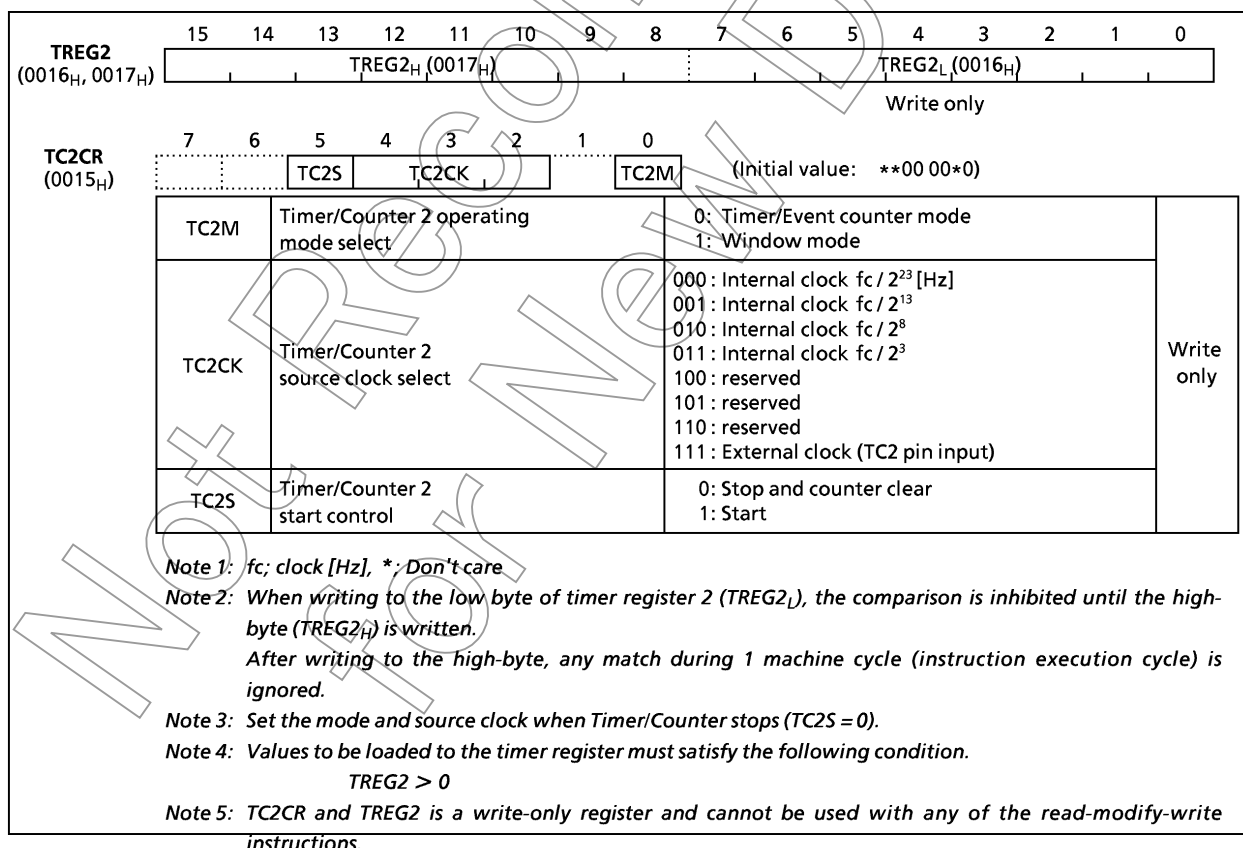 15 14 13 12 11 10 9 8 7 6 5 4 3 2 1 0
TREG2
(0016H, 0017H)
TREG2H (0017H) TREG2L (0016H)
Write only
7 6 5 4 3 2 1 0
TC2CR
(0015H)
TC2S TC2CK TC2M (Initial value: **00 00*0)
TC2M
Timer/Counter 2 operating
mode select
0: Timer/Event counter mode
1: Window mode
TC2CK
Timer/Counter 2
source clock select
000 : Internal clock fc / 2²³ [Hz]
001 : Internal clock fc / 2¹³
010 : Internal clock fc / 2⁸
011 : Internal clock fc / 2³
100 : reserved
101 : reserved
110 : reserved
111 : External clock (TC2 pin input)
TC2S
Timer/Counter 2
start control
0: Stop and counter clear
1: Start
Write
only
Note 1: fc; clock [Hz], *; Don't care
Note 2: When writing to the low byte of timer register 2 (TREG2L), the comparison is inhibited until the high-
byte (TREG2H) is written.
After writing to the high-byte, any match during 1 machine cycle (instruction execution cycle) is
ignored.
Note 3: Set the mode and source clock when Timer/Counter stops (TC2S = 0).
Note 4: Values to be loaded to the timer register must satisfy the following condition.
TREG2 > 0
Note 5: TC2CR and TREG2 is a write-only register and cannot be used with any of the read-modify-write
instructions.
Not Recom
for New D